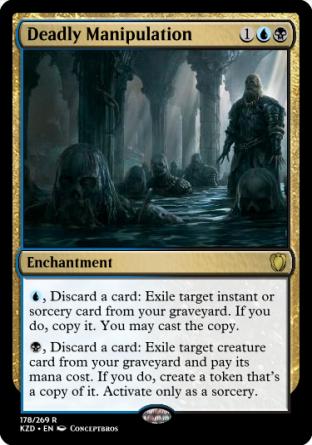 Deadly Manipulation 1
Enchantment
, Discard a card: Exile target instant or
sorcery card from your graveyard. If you
do, copy it. You may cast the copy.
, Discard a card: Exile target creature
card from your graveyard and pay its
mana cost. If you do, create a token that's
a copy of it. Activate only as a sorcery.
178/269 R
KZD • EN Conceptbros